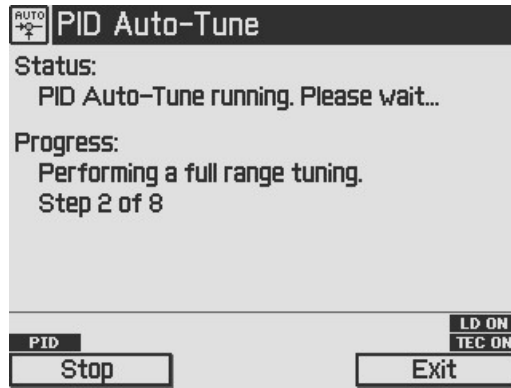 AUTO
PID Auto-Tune
Status:
PID Auto-Tune running. Please wait...
Progress:
Performing a full range tuning.
Step 2 of 8
LD ON
PID
TEC ON
Stop
Exit